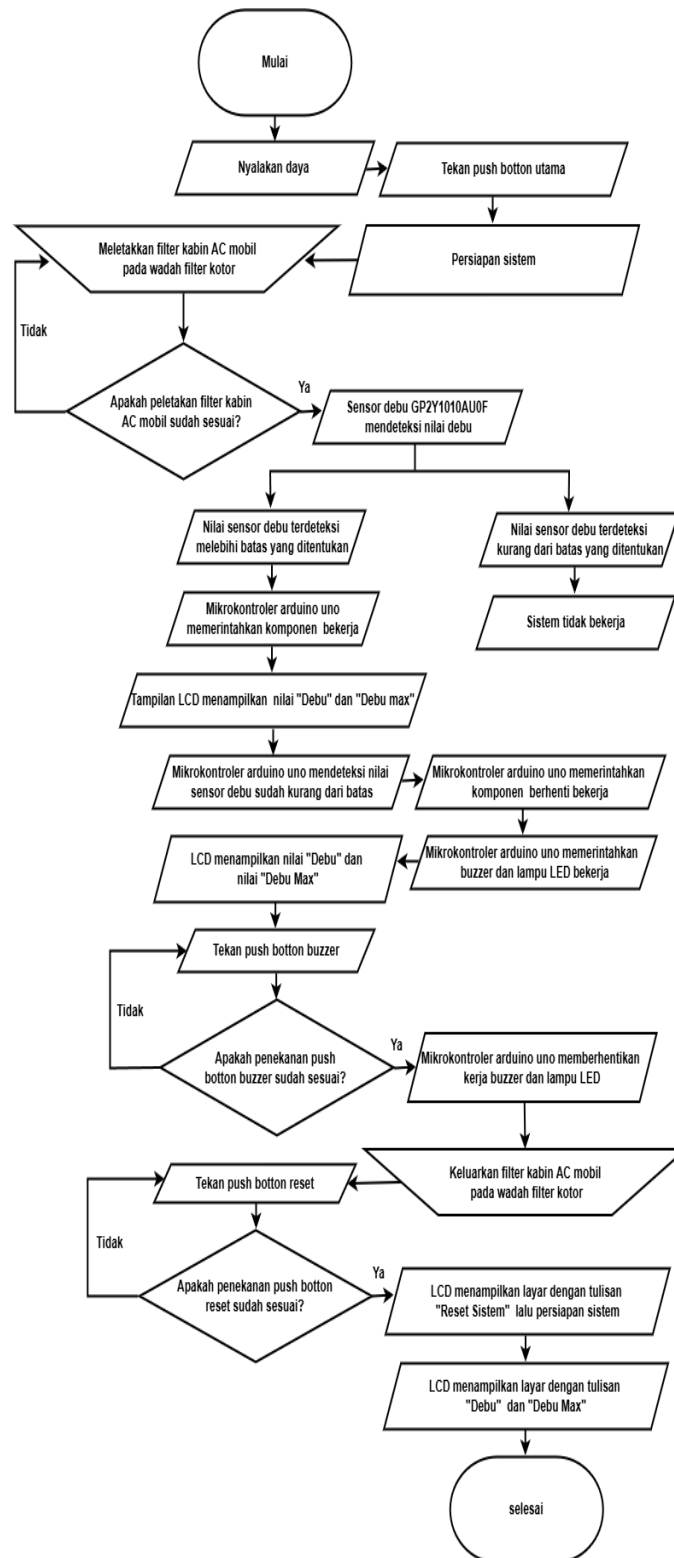 Mulai
Nyalakan daya
Tekan push botton utama
Persiapan sistem
Meletakkan filter kabin AC mobil
pada wadah filter kotor
Tidak
Apakah peletakan filter kabin
AC mobil sudah sesuai?
Ya
Sensor debu GP2Y1010AU0F
mendeteksi nilai debu
Nilai sensor debu terdeteksi
melebihi batas yang ditentukan
Nilai sensor debu terdeteksi
kurang dari batas yang ditentukan
Mikrokontroler arduino uno
memerintahkan komponen bekerja
Sistem tidak bekerja
Tampilan LCD menampilkan nilai "Debu" dan "Debu max"
Mikrokontroler arduino uno mendeteksi nilai
sensor debu sudah kurang dari batas
Mikrokontroler arduino uno memerintahkan
komponen berhenti bekerja
Mikrokontroler arduino uno memerintahkan
buzzer dan lampu LED bekerja
LCD menampilkan nilai "Debu" dan
nilai "Debu Max"
Tekan push botton buzzer
Tidak
Apakah penekanan push
botton buzzer sudah sesuai?
Ya
Mikrokontroler arduino uno memberhentikan
kerja buzzer dan lampu LED
Keluarkan filter kabin AC mobil
pada wadah filter kotor
Tekan push botton reset
Tidak
Apakah penekanan push botton
reset sudah sesuai?
Ya
LCD menampilkan layar dengan tulisan
"Reset Sistem" lalu persiapan sistem
LCD menampilkan layar dengan tulisan
"Debu" dan "Debu Max"
selesai